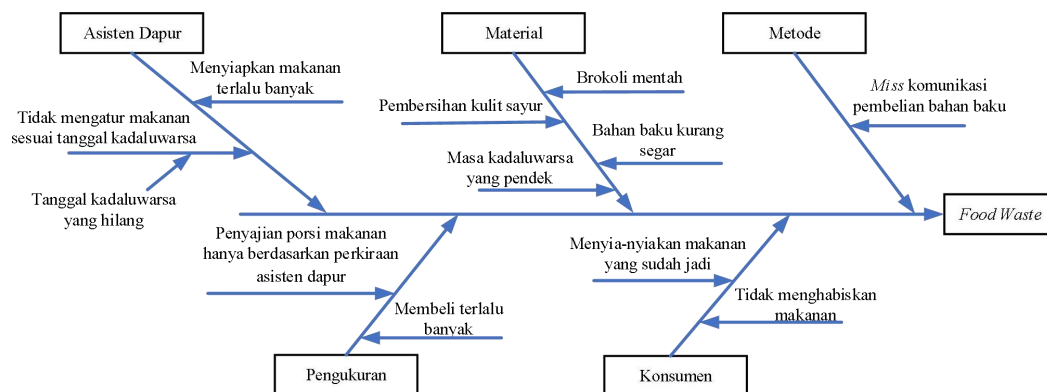 Asisten Dapur
Material
Metode
Menyiapkan makanan
terlalu banyak
Tidak mengatur makanan
sesuai tanggal kadaluwarsa
Tanggal kadaluwarsa
yang hilang
Brokoli mentah
Pembersihan kulit sayur
Bahan baku kurang
segar
Masa kadaluwarsa
yang pendek
Miss komunikasi
pembelian bahan baku
Food Waste
Penyajian porsi makanan
hanya berdasarkan perkiraan
asisten dapur
Membeli terlalu
banyak
Menyia-nyiakan makanan
yang sudah jadi
Tidak menghabiskan
makanan
Pengukuran
Konsumen